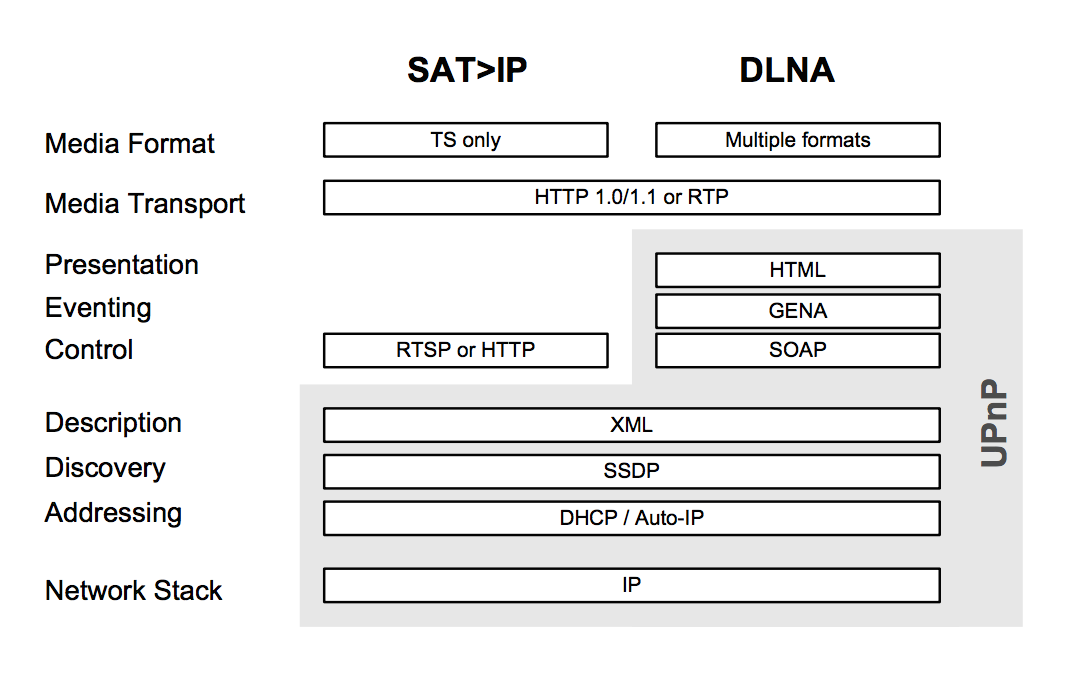 SAT>IP DLNA
Media Format TS only Multiple formats
Media Transport HTTP 1.0/1.1 or RTP
Presentation HTML
Eventing GENA
Control RTSP or HTTP SOAP
UPnP
Description XML
Discovery SSDP
Addressing DHCP / Auto-IP
Network Stack IP